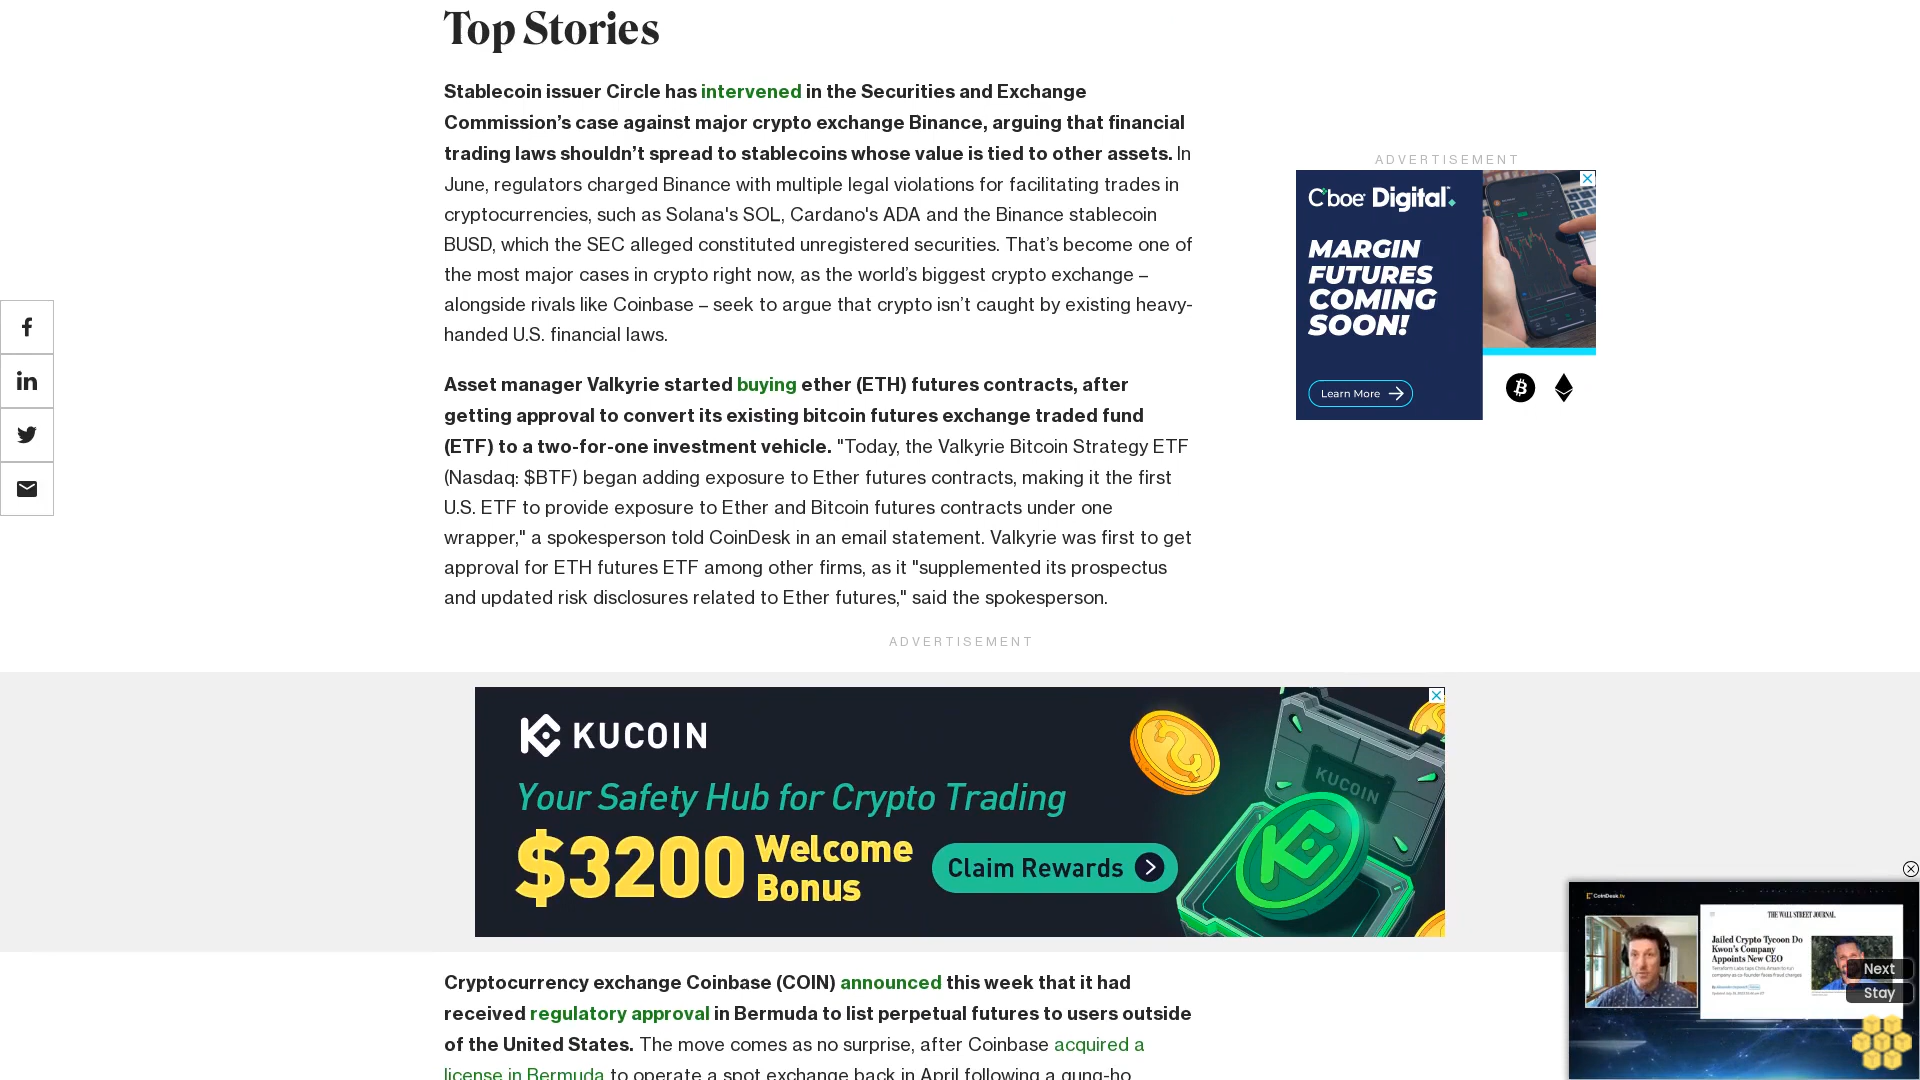 Top Stories
Stablecoin issuer Circle has intervened in the Securities and Exchange
Commission’s case against major crypto exchange Binance, arguing that financial
trading laws shouldn’t spread to stablecoins whose value is tied to other assets. In
June, regulators charged Binance with multiple legal violations for facilitating trades in
cryptocurrencies, such as Solana's SOL, Cardano's ADA and the Binance stablecoin
BUSD, which the SEC alleged constituted unregistered securities. That’s become one of
the most major cases in crypto right now, as the world’s biggest crypto exchange –
alongside rivals like Coinbase – seek to argue that crypto isn’t caught by existing heavy-
handed U.S. financial laws.
Asset manager Valkyrie started buying ether (ETH) futures contracts, after
getting approval to convert its existing bitcoin futures exchange traded fund
(ETF) to a two-for-one investment vehicle. "Today, the Valkyrie Bitcoin Strategy ETF
(Nasdaq: $BTF) began adding exposure to Ether futures contracts, making it the first
U.S. ETF to provide exposure to Ether and Bitcoin futures contracts under one
wrapper," a spokesperson told CoinDesk in an email statement. Valkyrie was first to get
approval for ETH futures ETF among other firms, as it "supplemented its prospectus
and updated risk disclosures related to Ether futures," said the spokesperson.
ADVERTISEMENT
Cboe Digital
MARGIN
FUTURES
COMING
SOON!
Learn More
ADVERTISEMENT
KUCOIN
Your Safety Hub for Crypto Trading
$3200 Welcome
Bonus
Claim Rewards
KUCOIN
Cryptocurrency exchange Coinbase (COIN) announced this week that it had
received regulatory approval in Bermuda to list perpetual futures to users outside
of the United States. The move comes as no surprise, after Coinbase acquired a
license in Bermuda to operate a spot exchange back in April following a gung-ho
CoinDesk.tv
THE WALL STREET JOURNAL.
Jailed Crypto Tycoon Do
Kwon's Company
Appoints New CEO
Next
Stay